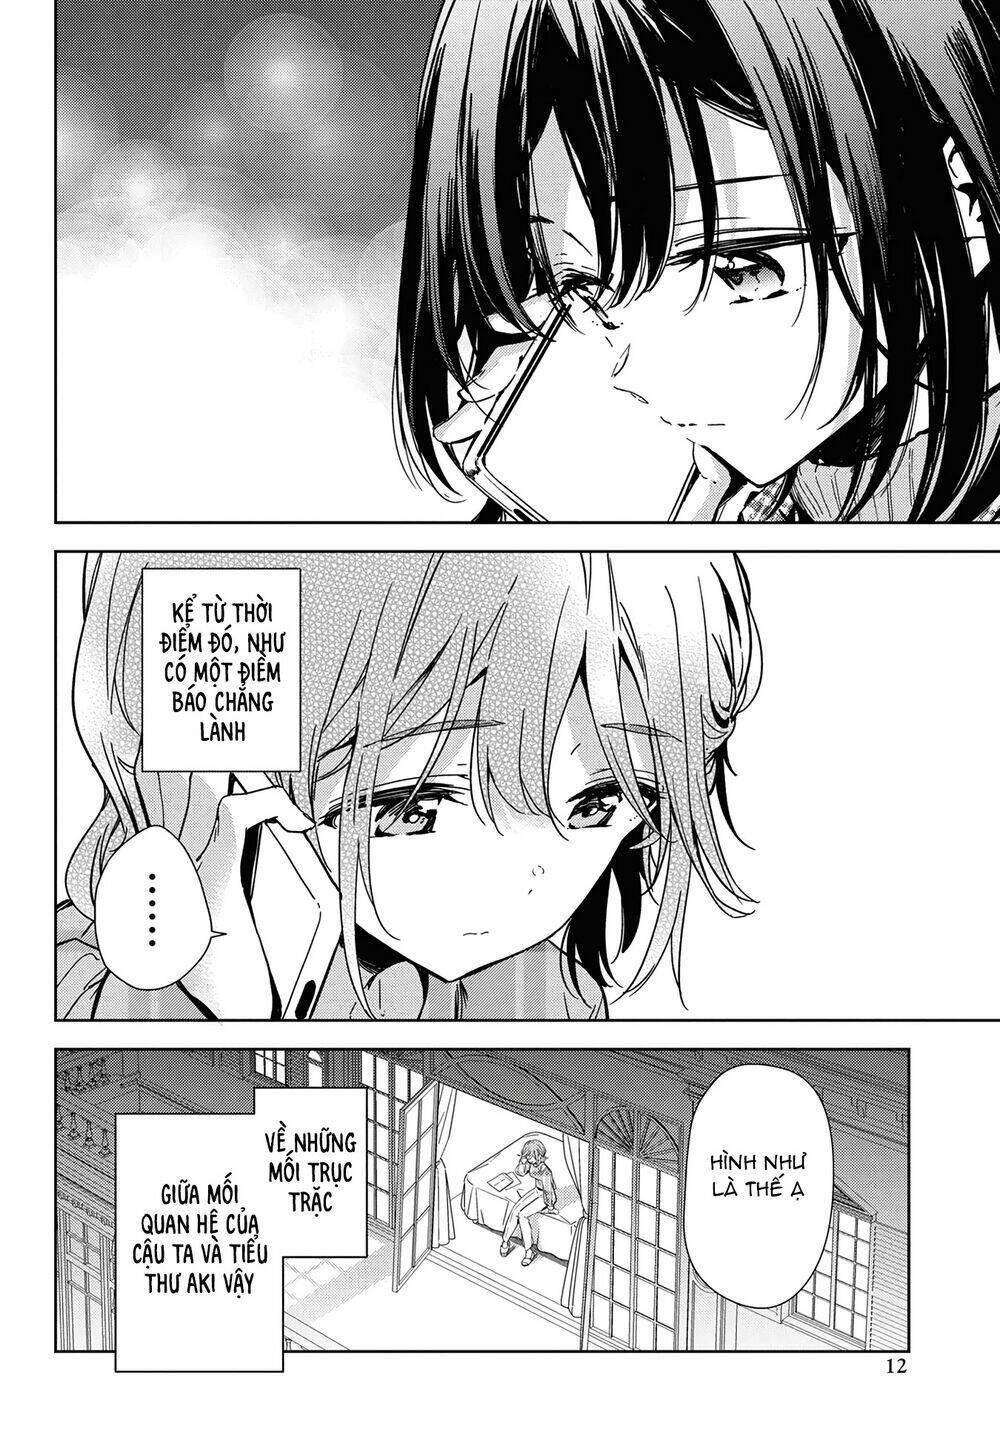 KỂ TỪ THỜI
ĐIỂM ĐÓ, NHƯ
CÓ MỘT ĐIỀM
BÁO CHẲNG
LÀNH
.......
HÌNH NHƯ
LÀ THẾ Ạ
VỀ NHỮNG
MỐI TRỤC
TRẶC
GIỮA MỐI
QUAN HỆ CỦA
CẬU TA VÀ TIỂU
THƯ AKI VẬY
12